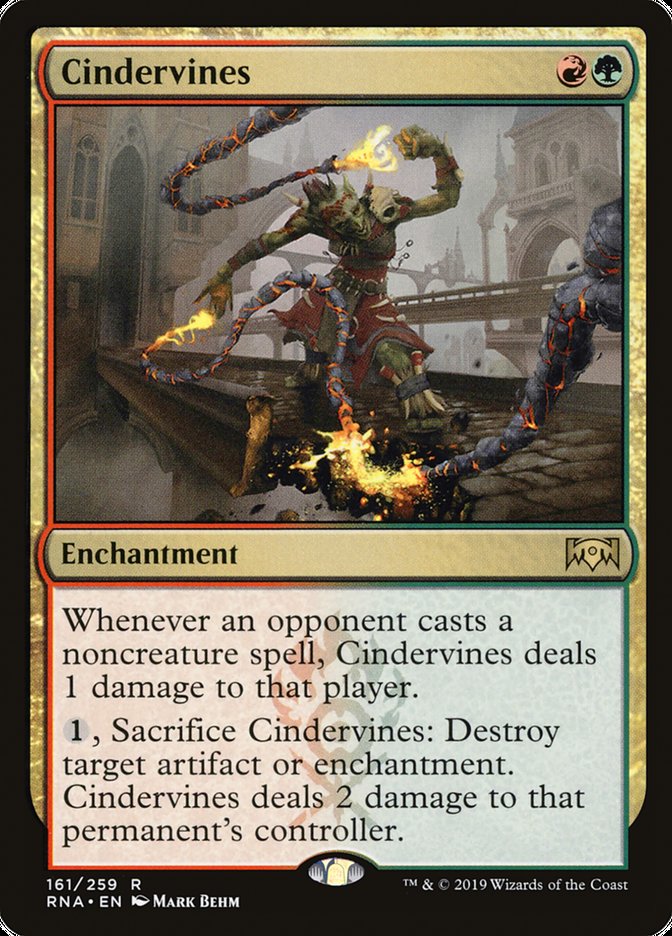 Cindervines
Enchantment
Whenever an opponent casts a
noncreature spell, Cindervines deals
1 damage to that player.
1, Sacrifice Cindervines: Destroy
target artifact or enchantment.
Cindervines deals 2 damage to that
permanent's controller.
161/259 R
RNA • EN Mark Behm
™ & © 2019 Wizards of the Coast